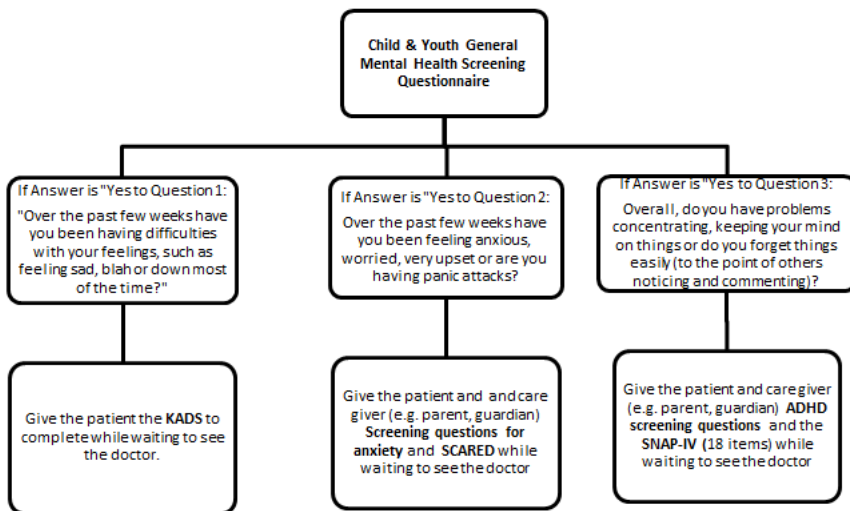 Child & Youth General
Mental Health Screening
Questionnaire
If Answer is "Yes to Question 1:
"Over the past few weeks have
you been having difficulties
with your feelings, such as
feeling sad, blah or down most
of the time?"
If Answer is "Yes to Question 2:
Over the past few weeks have
you been feeling anxious,
worried, very upset or are you
having panic attacks?
If Answer is "Yes to Question 3:
Overall, do you have problems
concentrating, keeping your mind
on things or do you forget things
easily (to the point of others
noticing and commenting)?
Give the patient the KADS to
complete while waiting to see
the doctor.
Give the patient and and care
giver (e.g. parent, guardian)
Screening questions for
anxiety and SCARED while
waiting to see the doctor
Give the patient and care giver
(e.g. parent, guardian) ADHD
screening questions and the
SNAP-IV (18 items) while
waiting to see the doctor